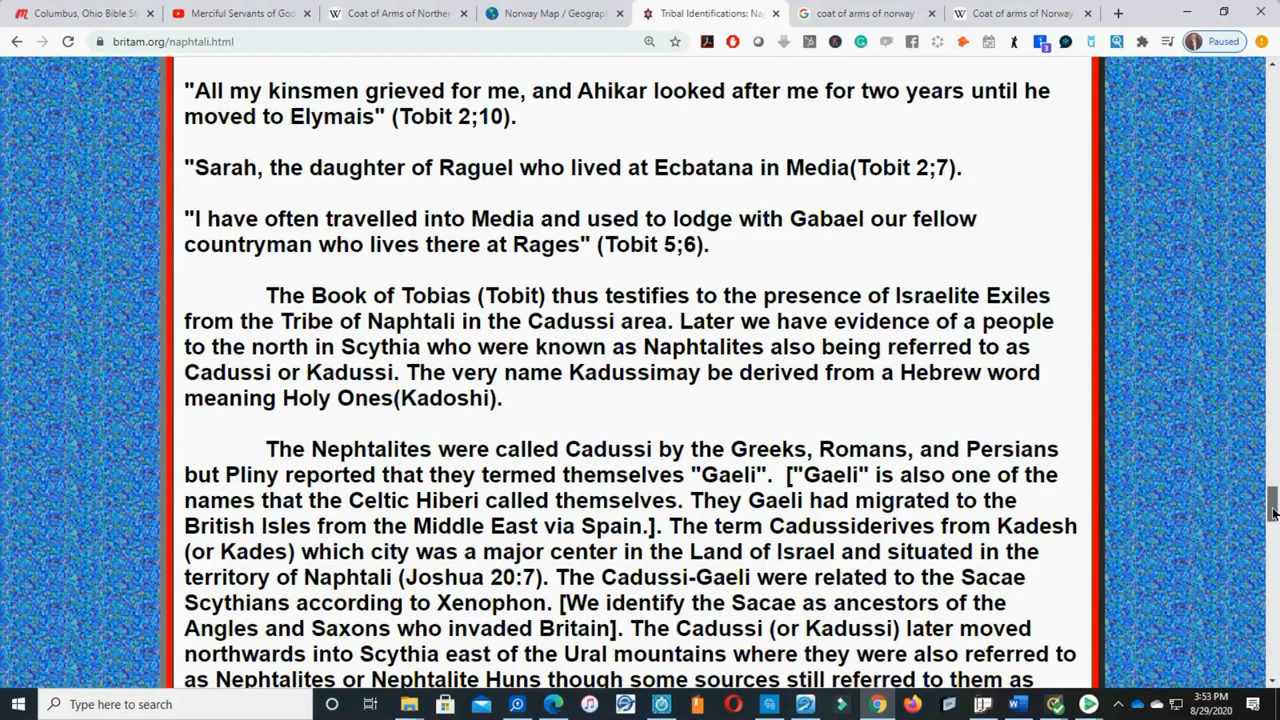 Columbus, Ohio Bible St
Merciful Servants of God
Coat of Arms of Norther
Norway Map / Geograp
Tribal Identifications: Na
coat of arms of norway
Coat of arms of Norway
britam.org/naphtali.html
Paused
"All my kinsmen grieved for me, and Ahikar looked after me for two years until he
moved to Elymais" (Tobit 2;10).
"Sarah, the daughter of Raguel who lived at Ecbatana in Media(Tobit 2;7).
"I have often travelled into Media and used to lodge with Gabael our fellow
countryman who lives there at Rages" (Tobit 5;6).
The Book of Tobias (Tobit) thus testifies to the presence of Israelite Exiles
from the Tribe of Naphtali in the Cadussi area. Later we have evidence of a people
to the north in Scythia who were known as Naphtalites also being referred to as
Cadussi or Kadussi. The very name Kadussimay be derived from a Hebrew word
meaning Holy Ones(Kadoshi).
The Nephtalites were called Cadussi by the Greeks, Romans, and Persians
but Pliny reported that they termed themselves "Gaeli". ["Gaeli" is also one of the
names that the Celtic Hiberi called themselves. They Gaeli had migrated to the
British Isles from the Middle East via Spain.]. The term Cadussiderives from Kadesh
(or Kades) which city was a major center in the Land of Israel and situated in the
territory of Naphtali (Joshua 20:7). The Cadussi-Gaeli were related to the Sacae
Scythians according to Xenophon. [We identify the Sacae as ancestors of the
Angles and Saxons who invaded Britain]. The Cadussi (or Kadussi) later moved
northwards into Scythia east of the Ural mountains where they were also referred to
as Nephtalites or Nephtalite Huns though some sources still referred to them as
Type here to search
3:53 PM
8/29/2020